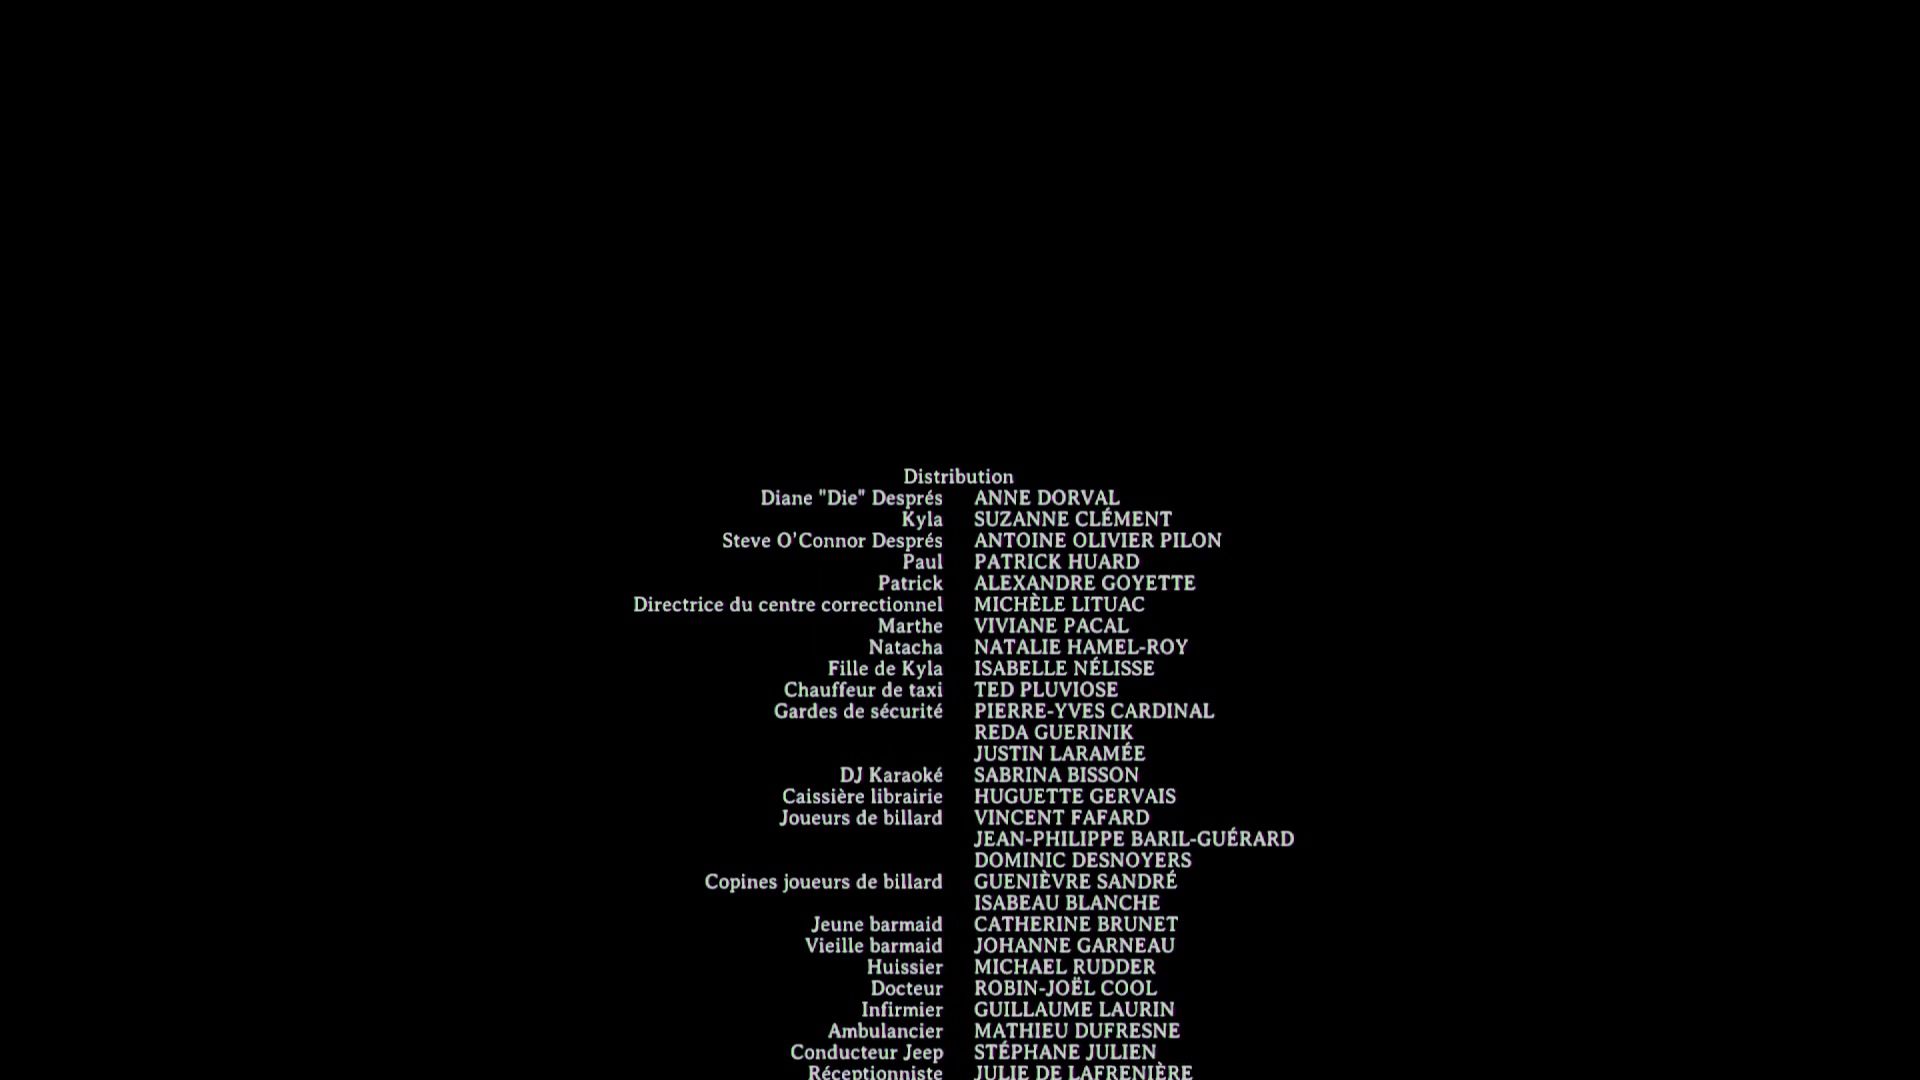 Distribution
Diane "Die" Després ANNE DORVAL
Kyla SUZANNE CLÉMENT
Steve O'Connor Després ANTOINE OLIVIER PILON
Paul PATRICK HUARD
Patrick ALEXANDRE GOYETTE
Directrice du centre correctionnel MICHÈLE LITUAC
Marthe VIVIANE PACAL
Natacha NATALIE HAMEL-ROY
Fille de Kyla ISABELLE NÉLISSE
Chauffeur de taxi TED PLUVIOSE
Gardes de sécurité PIERRE-YVES CARDINAL
REDA GUERINIK
JUSTIN LARAMÉE
DJ Karaoké SABRINA BISSON
Caissière librairie HUGUETTE GERVAIS
Joueurs de billard VINCENT FAFARD
JEAN-PHILIPPE BARIL-GUÉRARD
DOMINIC DESNOYERS
Copines joueurs de billard GUENIÈVRE SANDRÉ
ISABEAU BLANCHE
Jeune barmaid CATHERINE BRUNET
Vieille barmaid JOHANNE GARNEAU
Huissier MICHAEL RUDDER
Docteur ROBIN-JOËL COOL
Infirmier GUILLAUME LAURIN
Ambulancier MATHIEU DUFRESNE
Conducteur Jeep STÉPHANE JULIEN
Réceptionniste JULIE DE LAFRENIÈRE